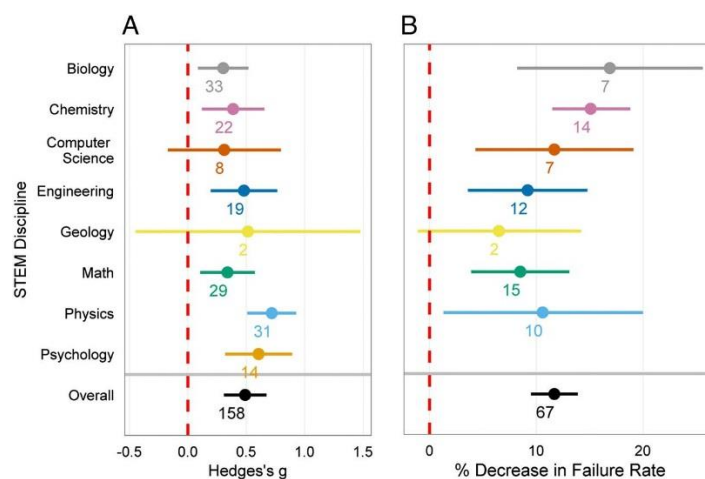 A
B
STEM Discipline
Biology
33
7
Chemistry
22
14
Computer
Science
8
7
Engineering
19
12
Geology
2
2
Math
29
15
Physics
31
10
Psychology
14
Overall
158
67
-0.5 0.0 0.5 1.0 1.5
0 10 20
Hedges's g
% Decrease in Failure Rate